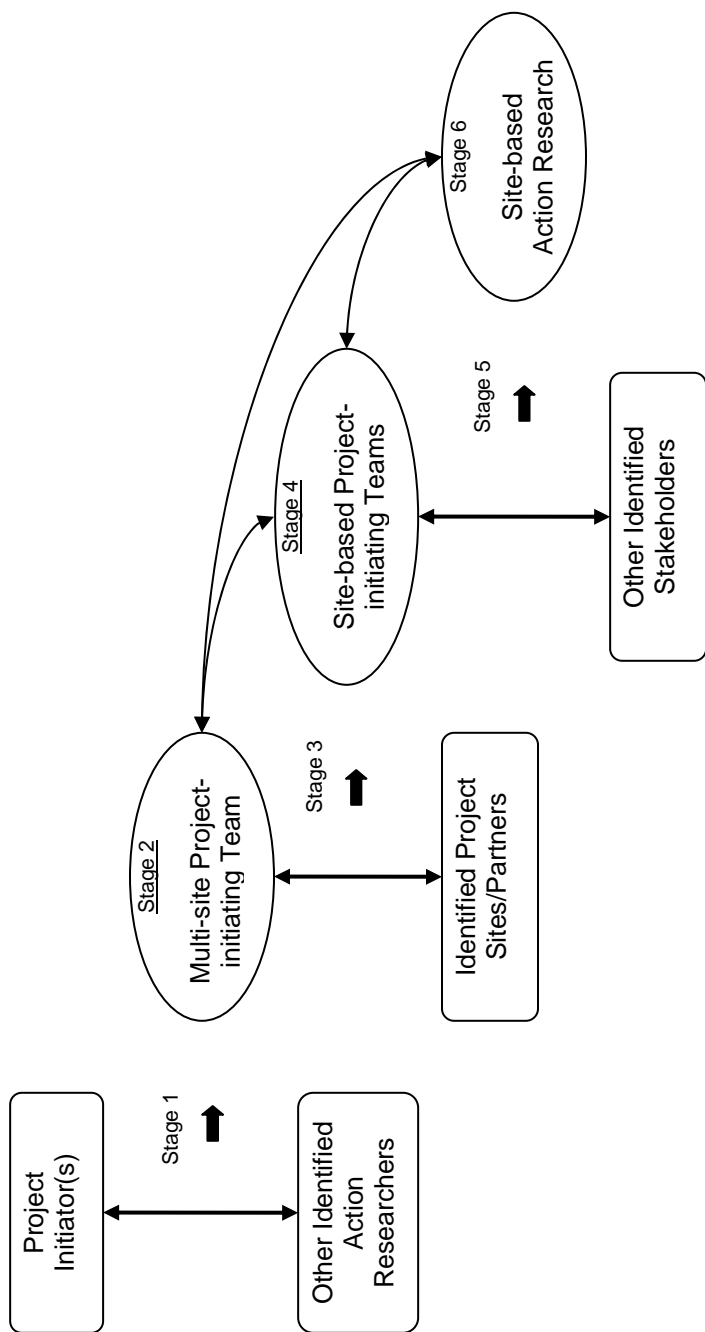 Project
Initiator(s)
Stage 1
Other Identified
Action
Researchers
Stage 2
Multi-site Project-
initiating Team
Stage 3
Identified Project
Sites/Partners
Stage 4
Site-based Project-
initiating Teams
Stage 5
Other Identified
Stakeholders
Stage 6
Site-based
Action Research